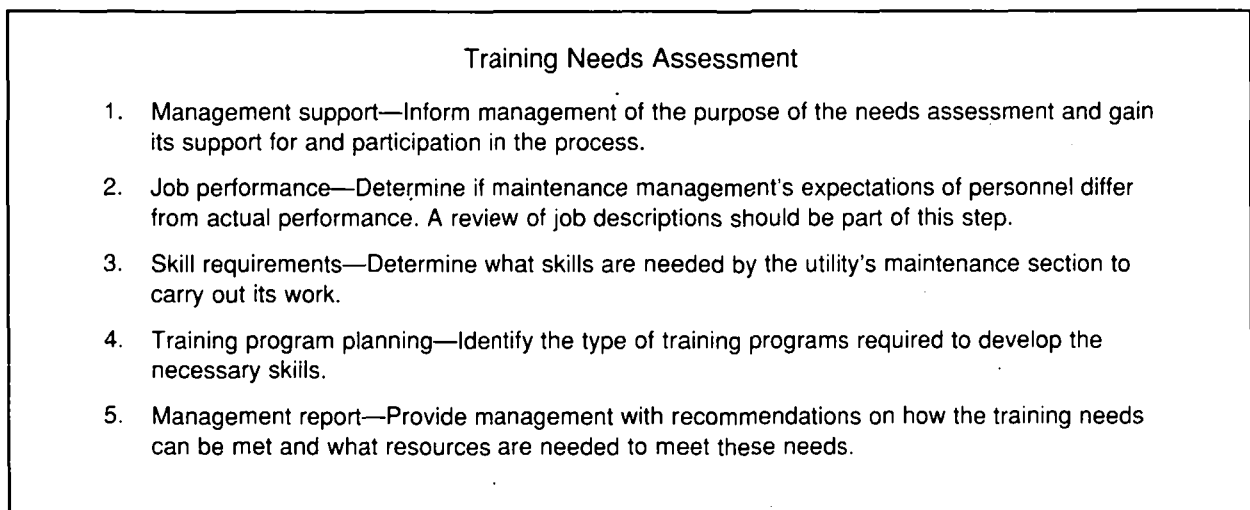 Training Needs Assessment
1. Management support—Inform management of the purpose of the needs assessment and gain
its support for and participation in the process.
2. Job performance—Determine if maintenance management's expectations of personnel differ
from actual performance. A review of job descriptions should be part of this step.
3. Skill requirements—Determine what skills are needed by the utility's maintenance section to
carry out its work.
4. Training program planning—Identify the type of training programs required to develop the
necessary skills.
5. Management report—Provide management with recommendations on how the training needs
can be met and what resources are needed to meet these needs.